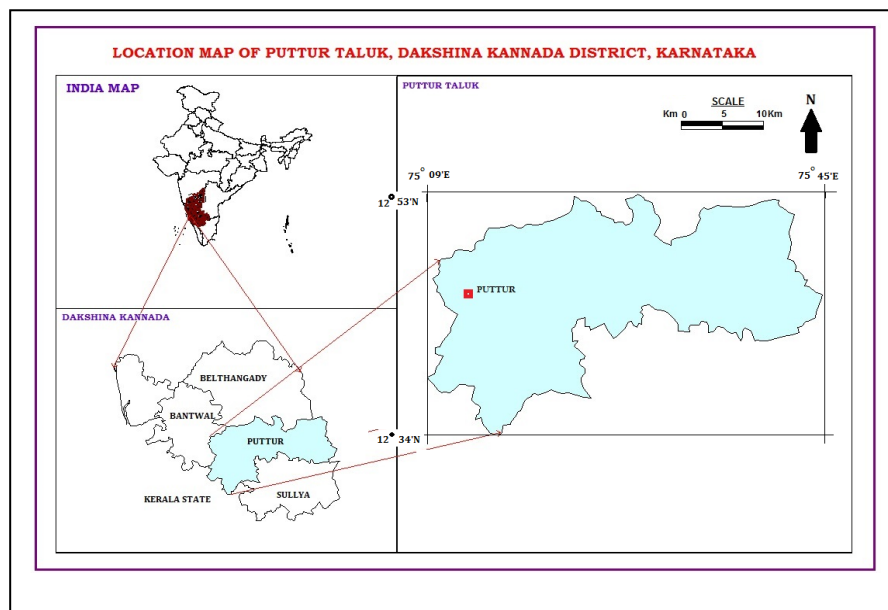 LOCATION MAP OF PUTTUR TALUK, DAKSHINA KANNADA DISTRICT, KARNATAKA
INDIA MAP
PUTTUR TALUK
SCALE
Km 0 5 10Km
N
75° 09'E
75° 45'E
12° 53'N
PUTTUR
12° 34'N
DAKSHINA KANNADA
BELTHANGADY
BANTWAL
PUTTUR
SULLYA
KERALA STATE